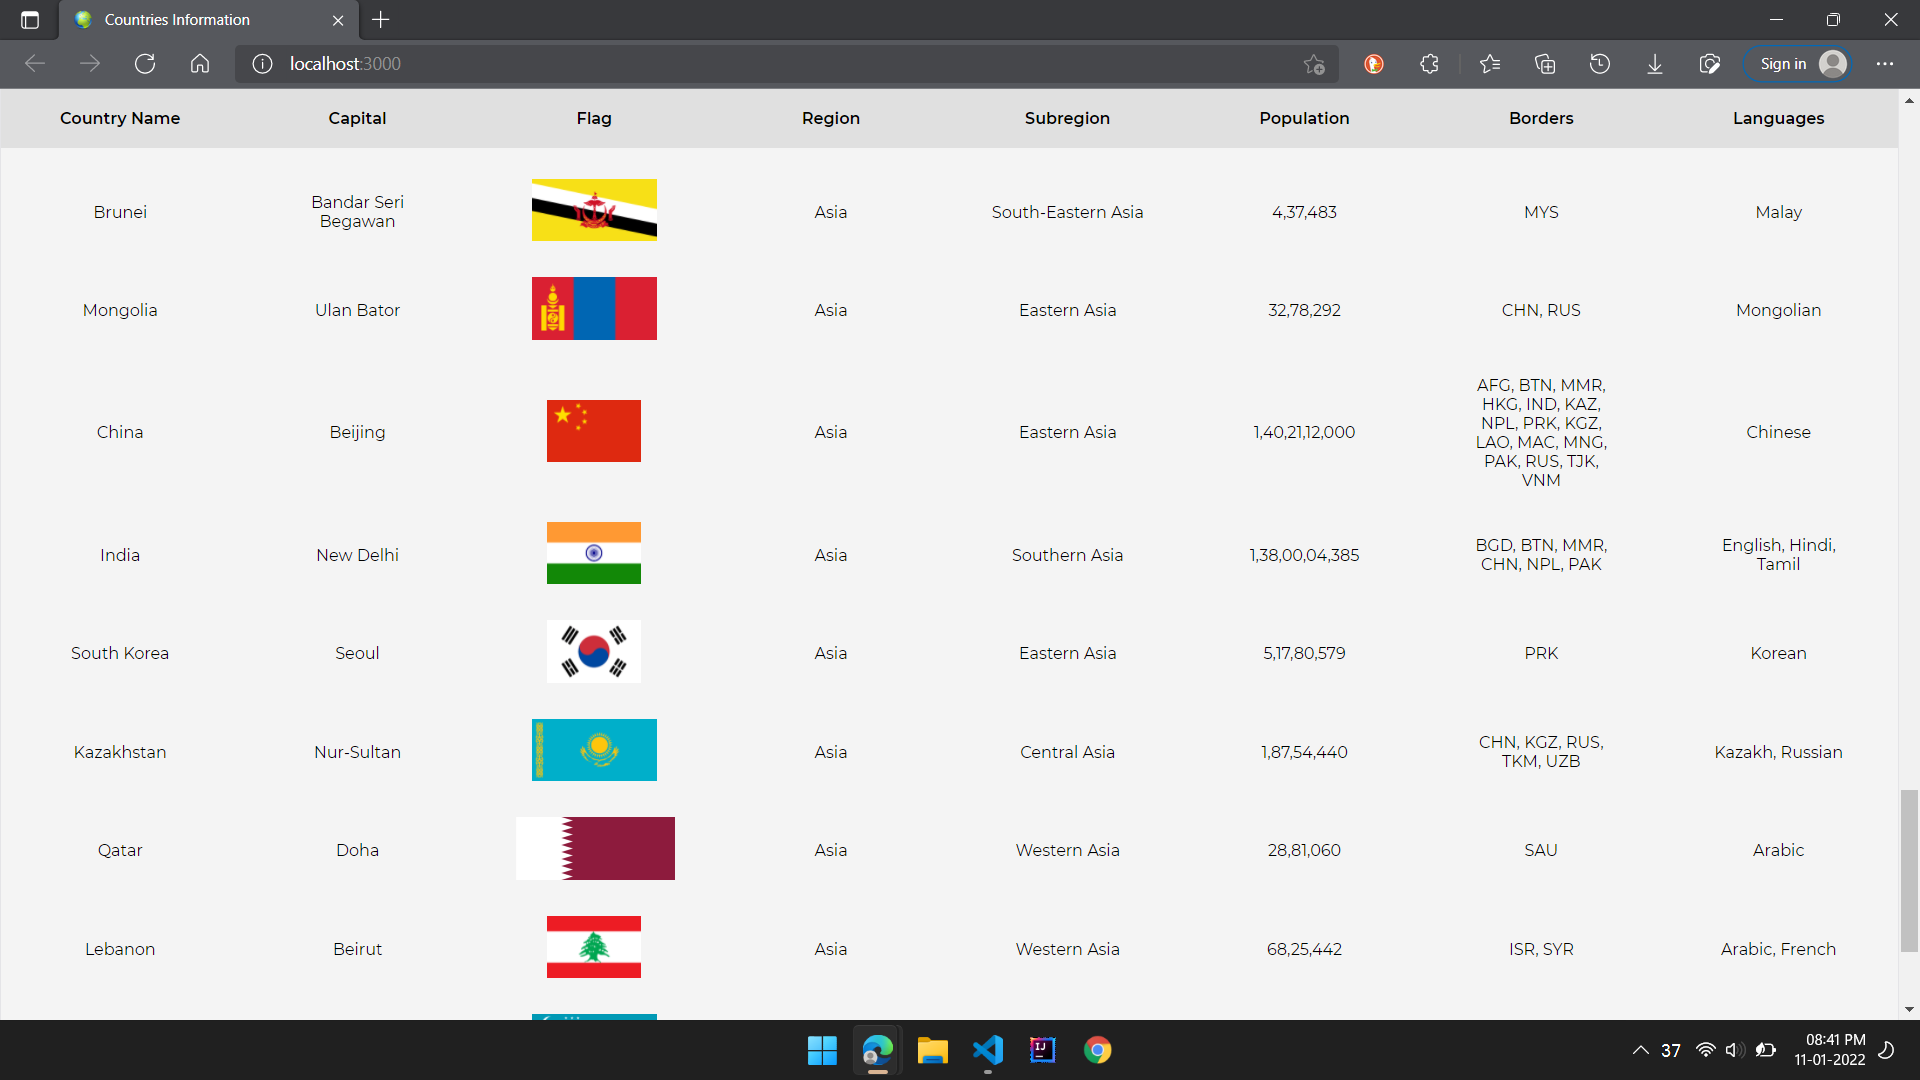 Countries Information
localhost:3000
Sign in
Country Name Capital Flag Region Subregion Population Borders Languages
Brunei Bandar Seri Begawan Asia South-Eastern Asia 4,37,483 MYS Malay
Mongolia Ulan Bator Asia Eastern Asia 32,78,292 CHN, RUS Mongolian
China Beijing Asia Eastern Asia 1,40,21,12,000 AFG, BTN, MMR, HKG, IND, KAZ, NPL, PRK, KGZ, LAO, MAC, MNG, PAK, RUS, TJK, VNM Chinese
India New Delhi Asia Southern Asia 1,38,00,04,385 BGD, BTN, MMR, CHN, NPL, PAK English, Hindi, Tamil
South Korea Seoul Asia Eastern Asia 5,17,80,579 PRK Korean
Kazakhstan Nur-Sultan Asia Central Asia 1,87,54,440 CHN, KGZ, RUS, TKM, UZB Kazakh, Russian
Qatar Doha Asia Western Asia 28,81,060 SAU Arabic
Lebanon Beirut Asia Western Asia 68,25,442 ISR, SYR Arabic, French
IJ
37
08:41 PM
11-01-2022